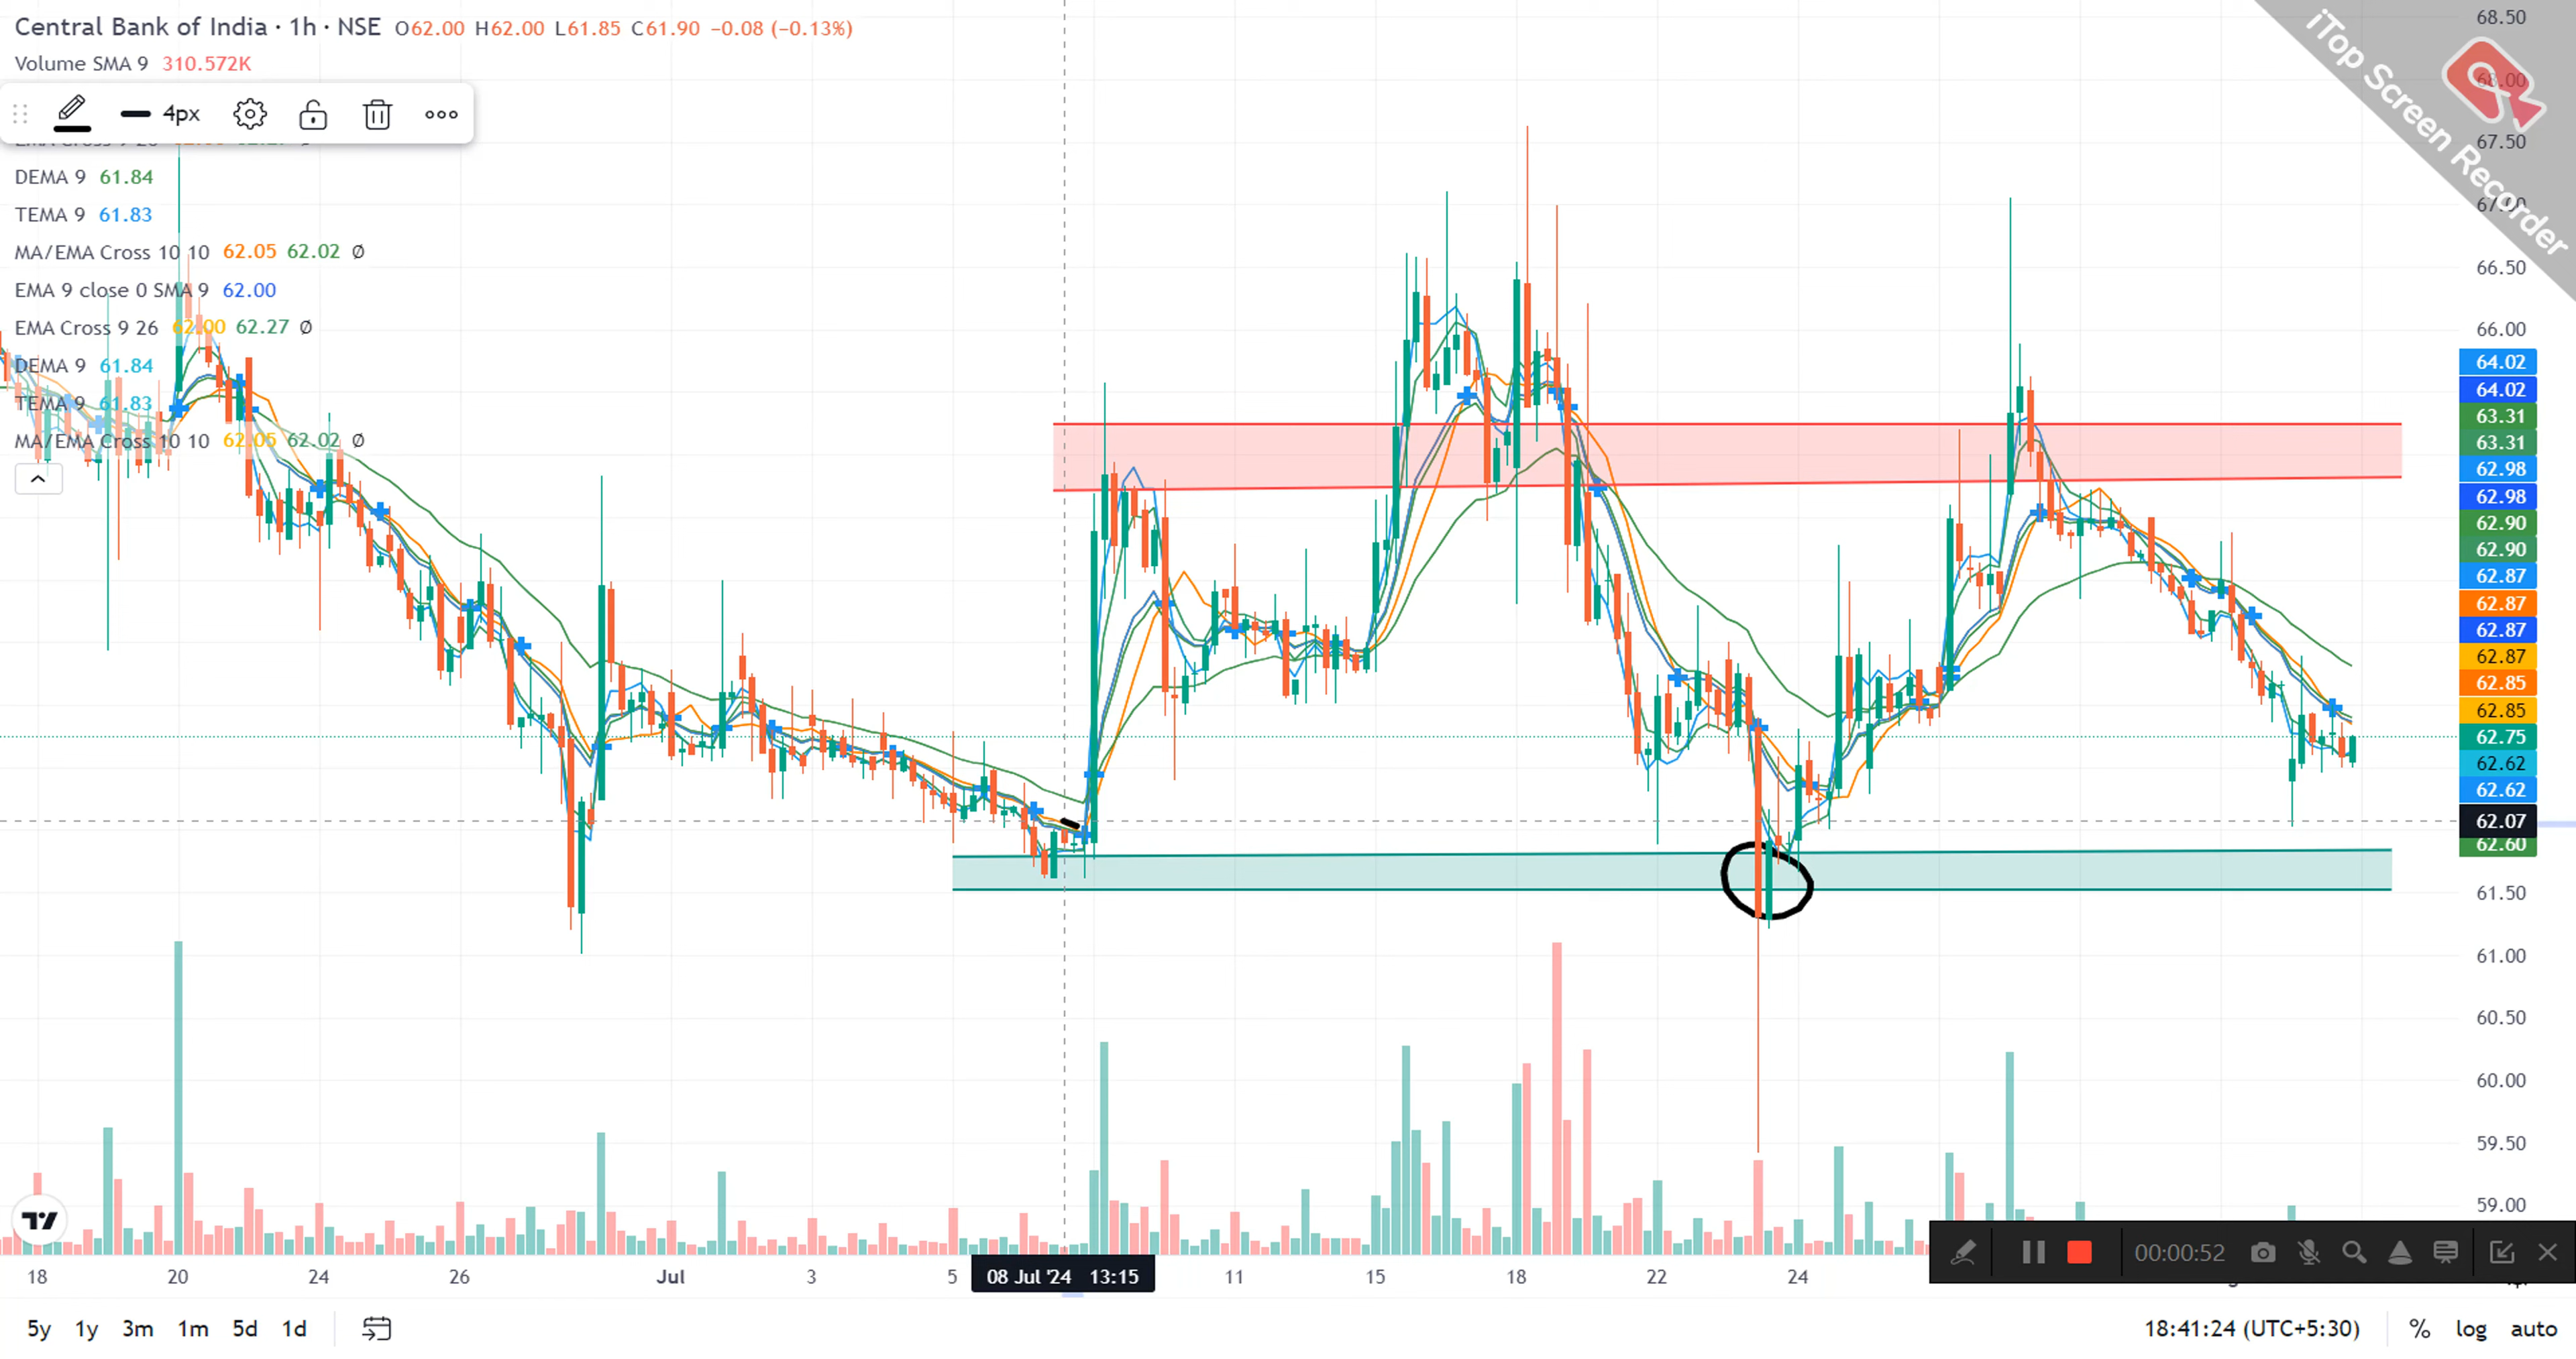 Central Bank of India · 1h · NSE O62.00 H62.00 L61.85 C61.90 −0.08 (−0.13%)
Volume SMA 9 310.572K
4px
DEMA 9 61.84
TEMA 9 61.83
MA/EMA Cross 10 10 62.05 62.02 Ø
EMA 9 close 0 SMA 9 62.00
EMA Cross 9 26 62.00 62.27 Ø
DEMA 9 61.84
TEMA 9 61.83
MA/EMA Cross 10 10 62.05 62.02 Ø
iTop Screen Recorder
68.50
68.00
67.50
67.00
66.50
66.00
64.02
64.02
63.31
63.31
62.98
62.98
62.90
62.90
62.87
62.87
62.87
62.87
62.85
62.85
62.75
62.62
62.62
62.07
62.60
61.50
61.00
60.50
60.00
59.50
59.00
00:00:52
18 20 24 26 Jul 3 5 08 Jul '24 13:15 11 15 18 22 24
5y 1y 3m 1m 5d 1d 18:41:24 (UTC+5:30) % log auto